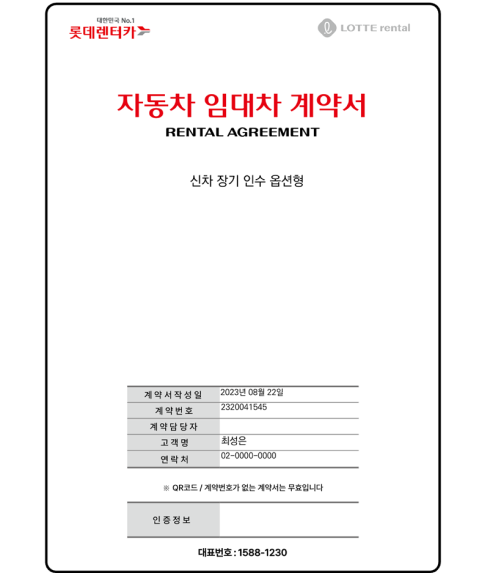 대한민국 No.1
롯데렌터카
LOTTE rental
자동차 임대차 계약서
RENTAL AGREEMENT
신차 장기 인수 옵션형
계약서작성일 2023년 08월 22일
계약번호 2320041545
계약담당자
고객명 최성은
연락처 02-0000-0000
※ QR코드 / 계약번호가 없는 계약서는 무효입니다
인증정보
대표번호 : 1588-1230